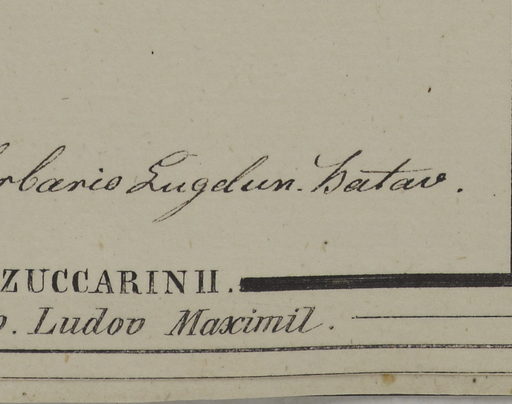 rbario Lugdun. batav.
ZUCCARINII.
Ludov Maximil.